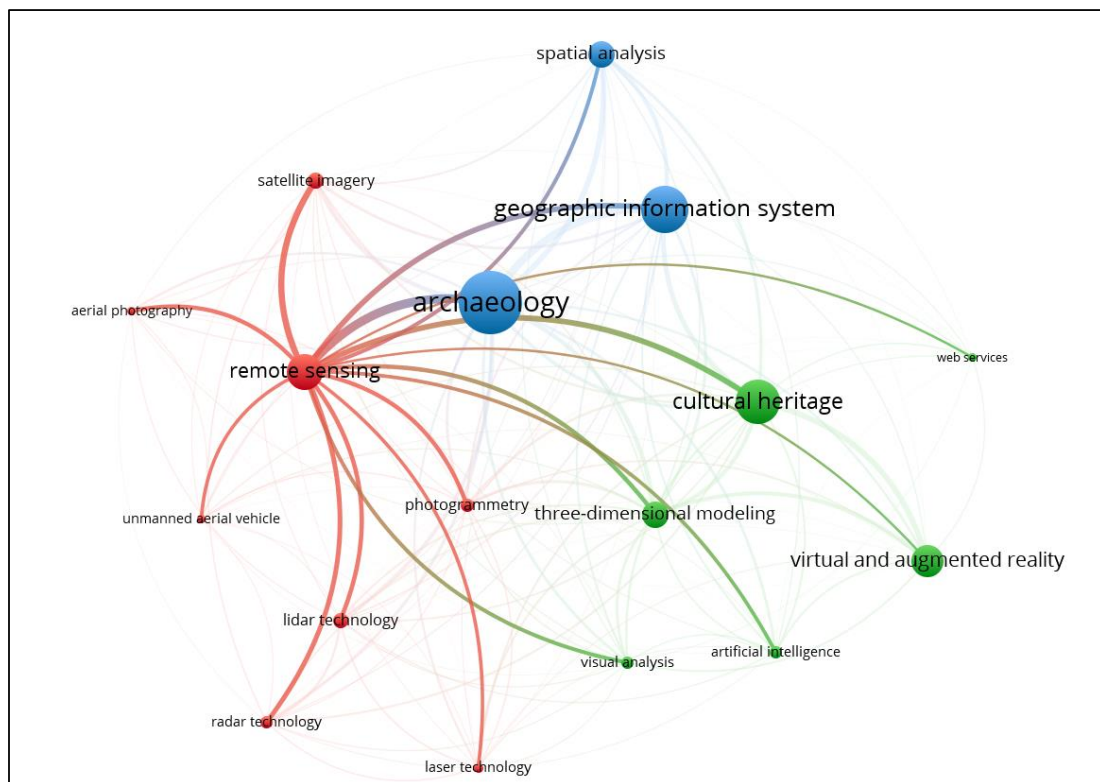 spatial analysis
satellite imagery
geographic information system
archaeology
aerial photography
web services
remote sensing
cultural heritage
photogrammetry
three-dimensional modeling
unmanned aerial vehicle
virtual and augmented reality
lidar technology
artificial intelligence
visual analysis
radar technology
laser technology